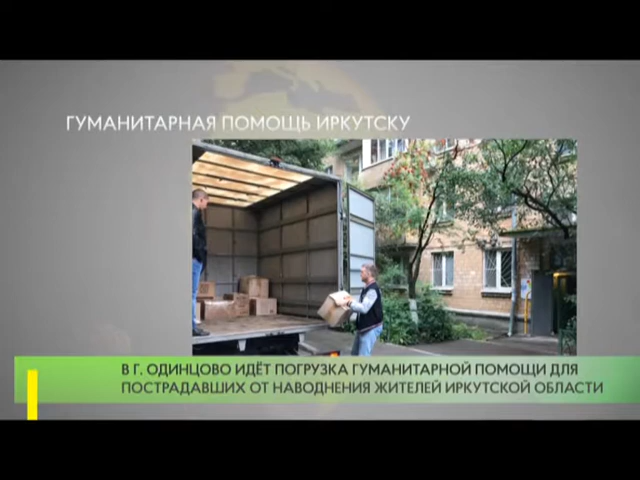 ГУМАНИТАРНАЯ ПОМОЩЬ ИРКУТСКУ
В Г. ОДИНЦОВО ИДЁТ ПОГРУЗКА ГУМАНИТАРНОЙ ПОМОЩИ ДЛЯ
ПОСТРАДАВШИХ ОТ НАВОДНЕНИЯ ЖИТЕЛЕЙ ИРКУТСКОЙ ОБЛАСТИ